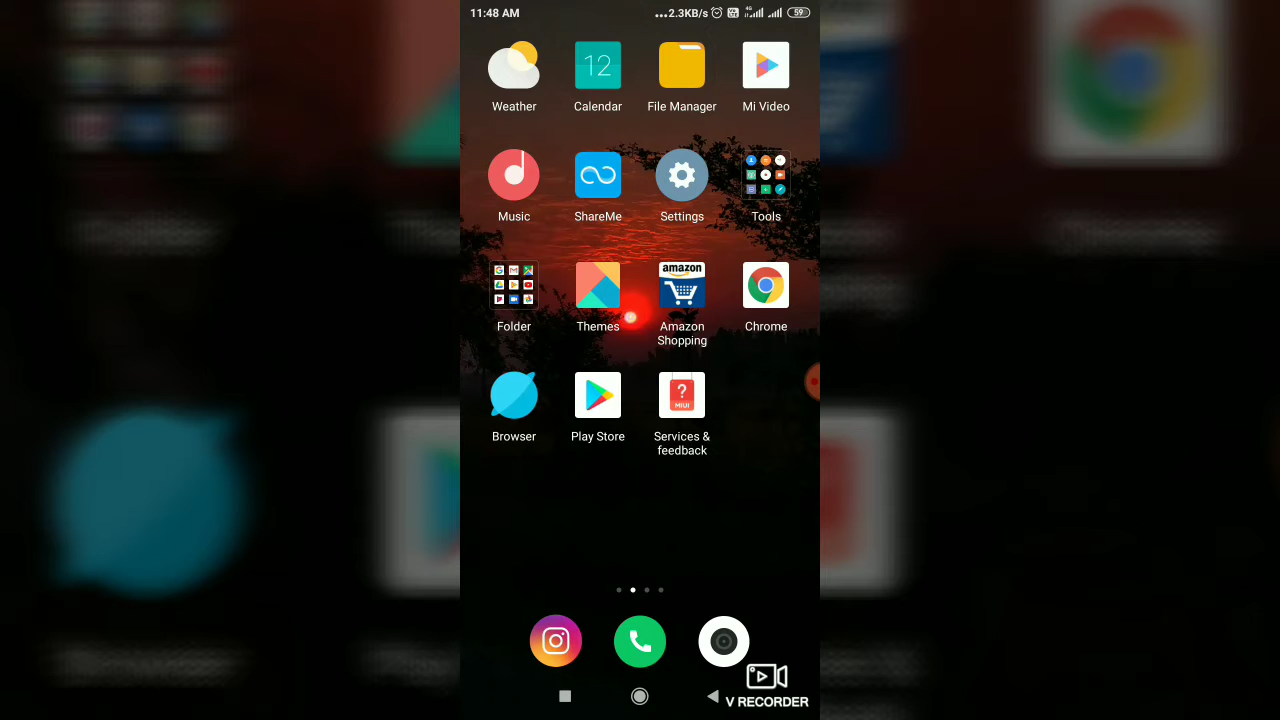 11:48 AM
...2.3KB/s 4G 59
12
Weather
Calendar
File Manager
Mi Video
Music
ShareMe
Settings
Tools
amazon
Folder
Themes
Amazon
Shopping
Chrome
?
MIUI
Browser
Play Store
Services &
feedback
V RECORDER